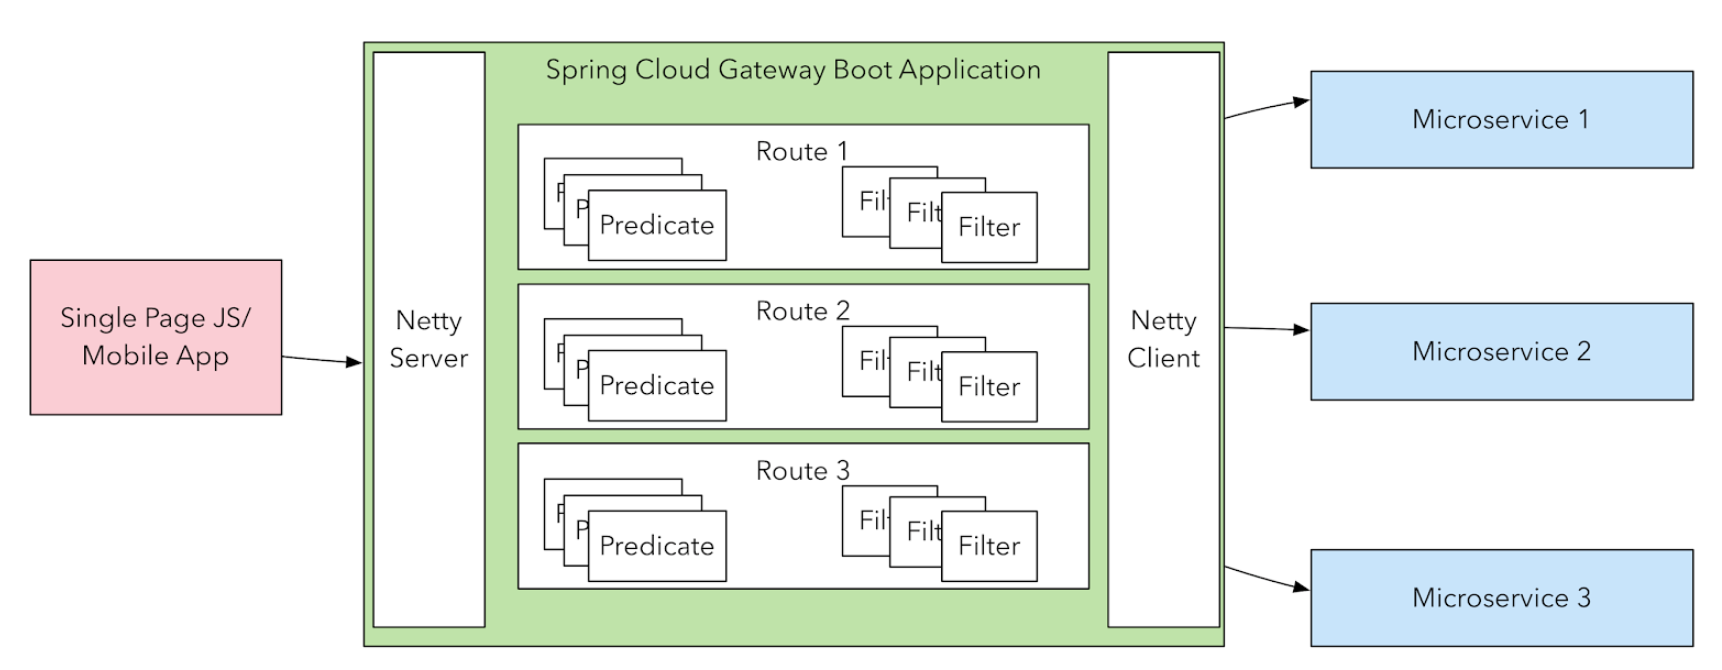 Spring Cloud Gateway Boot Application
Single Page JS/
Mobile App
Netty
Server
Route 1
Predicate
Fil
Filt
Filter
Route 2
Predicate
Fil
Filt
Filter
Route 3
Predicate
Fil
Filt
Filter
Netty
Client
Microservice 1
Microservice 2
Microservice 3